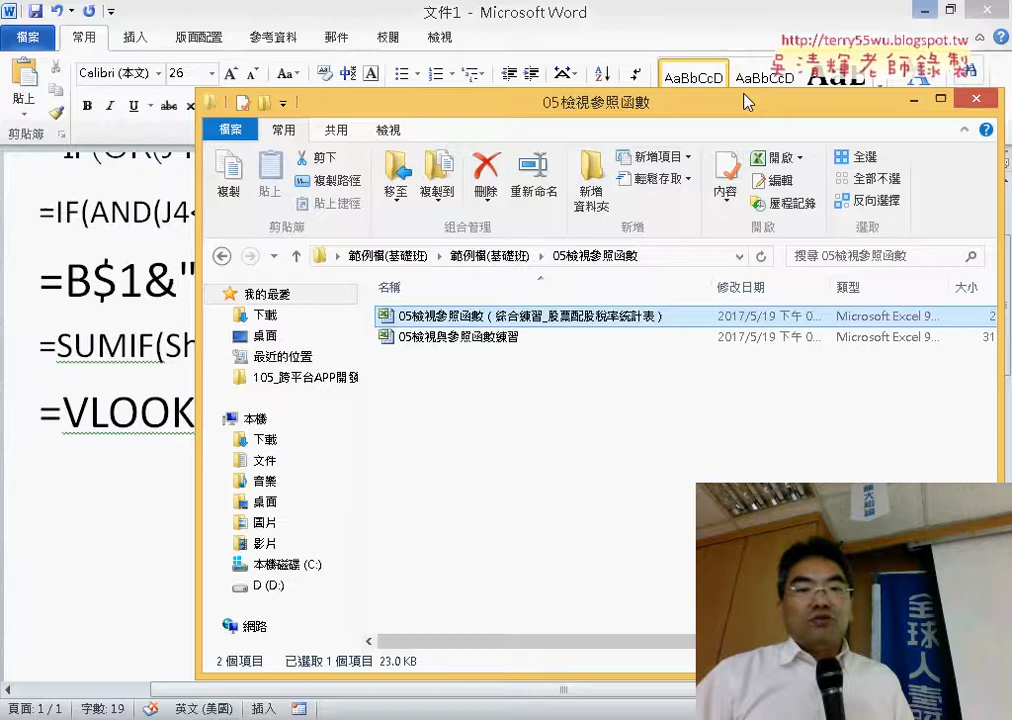 文件1 - Microsoft Word
檔案 常用 插入 版面配置 參考資料 郵件 校閱 檢視
http://terry55wu.blogspot.tw
吳清輝老師錄製
Calibri (本文) 26 A A Aa 中 A
貼上 B I U abc
AaBbCcD AaBbCcD
剪貼簿
05檢視參照函數
檔案 常用 共用 檢視
複製 貼上 剪下 複製路徑 貼上捷徑 移至 複製到 刪除 重新命名 新增資料夾 新增項目 輕鬆存取 內容 開啟 編輯 歷程記錄 全選 全部不選 反向選擇
剪貼簿 組合管理 新增 開啟 選取
範例檔(基礎班) 範例檔(基礎班) 05檢視參照函數 搜尋 05檢視參照函數
名稱 修改日期 類型 大小
05檢視參照函數（綜合練習_股票配股稅率統計表） 2017/5/19 下午 0... Microsoft Excel 9... 2
05檢視與參照函數練習 2017/5/19 下午 0... Microsoft Excel 9... 31
我的最愛
下載
桌面
最近的位置
105_跨平台APP開發
本機
下載
文件
音樂
桌面
圖片
影片
本機磁碟 (C:)
D (D:)
網路
2 個項目 已選取 1 個項目 23.0 KB
=IF(AND(J4<
=B$1&"
=SUMIF(Sh
=VLOOK
全球人壽
頁面: 1 / 1 字數: 19 英文 (美國) 插入